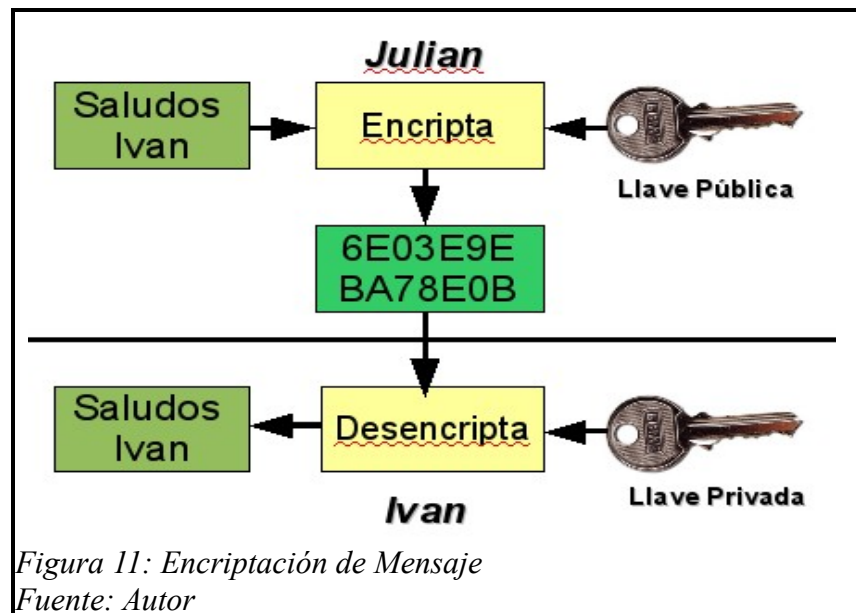 Julian
Saludos
Ivan
Encripta
Llave Pública
6E03E9E
BA78E0B
Saludos
Ivan
Desencripta
Llave Privada
Ivan
Figura 11: Encriptación de Mensaje
Fuente: Autor